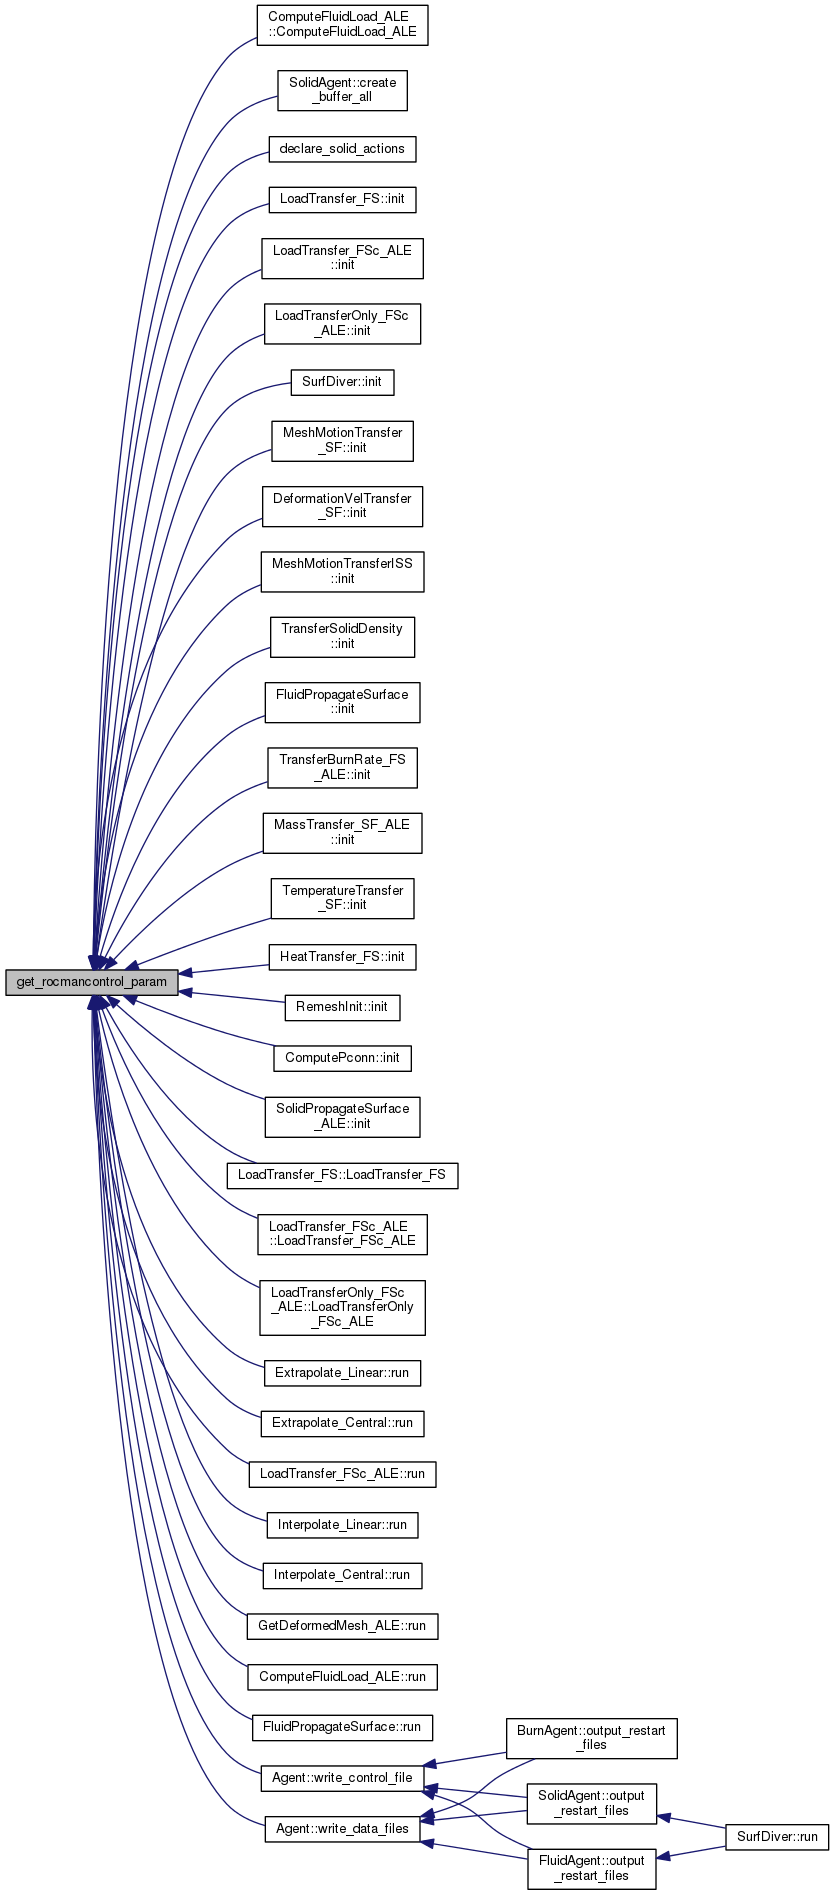 ComputeFluidLoad_ALE
::ComputeFluidLoad_ALE
SolidAgent::create
_buffer_all
declare_solid_actions
LoadTransfer_FS::init
LoadTransfer_FSc_ALE
::init
LoadTransferOnly_FSc
_ALE::init
SurfDiver::init
MeshMotionTransfer
_SF::init
DeformationVelTransfer
_SF::init
MeshMotionTransferISS
::init
TransferSolidDensity
::init
FluidPropagateSurface
::init
TransferBurnRate_FS
_ALE::init
MassTransfer_SF_ALE
::init
TemperatureTransfer
_SF::init
HeatTransfer_FS::init
get_rocmancontrol_param
RemeshInit::init
ComputePconn::init
SolidPropagateSurface
_ALE::init
LoadTransfer_FS::LoadTransfer_FS
LoadTransfer_FSc_ALE
::LoadTransfer_FSc_ALE
LoadTransferOnly_FSc
_ALE::LoadTransferOnly
_FSc_ALE
Extrapolate_Linear::run
Extrapolate_Central::run
LoadTransfer_FSc_ALE::run
Interpolate_Linear::run
Interpolate_Central::run
GetDeformedMesh_ALE::run
ComputeFluidLoad_ALE::run
FluidPropagateSurface::run
Agent::write_control_file
Agent::write_data_files
BurnAgent::output_restart
_files
SolidAgent::output
_restart_files
FluidAgent::output
_restart_files
SurfDiver::run